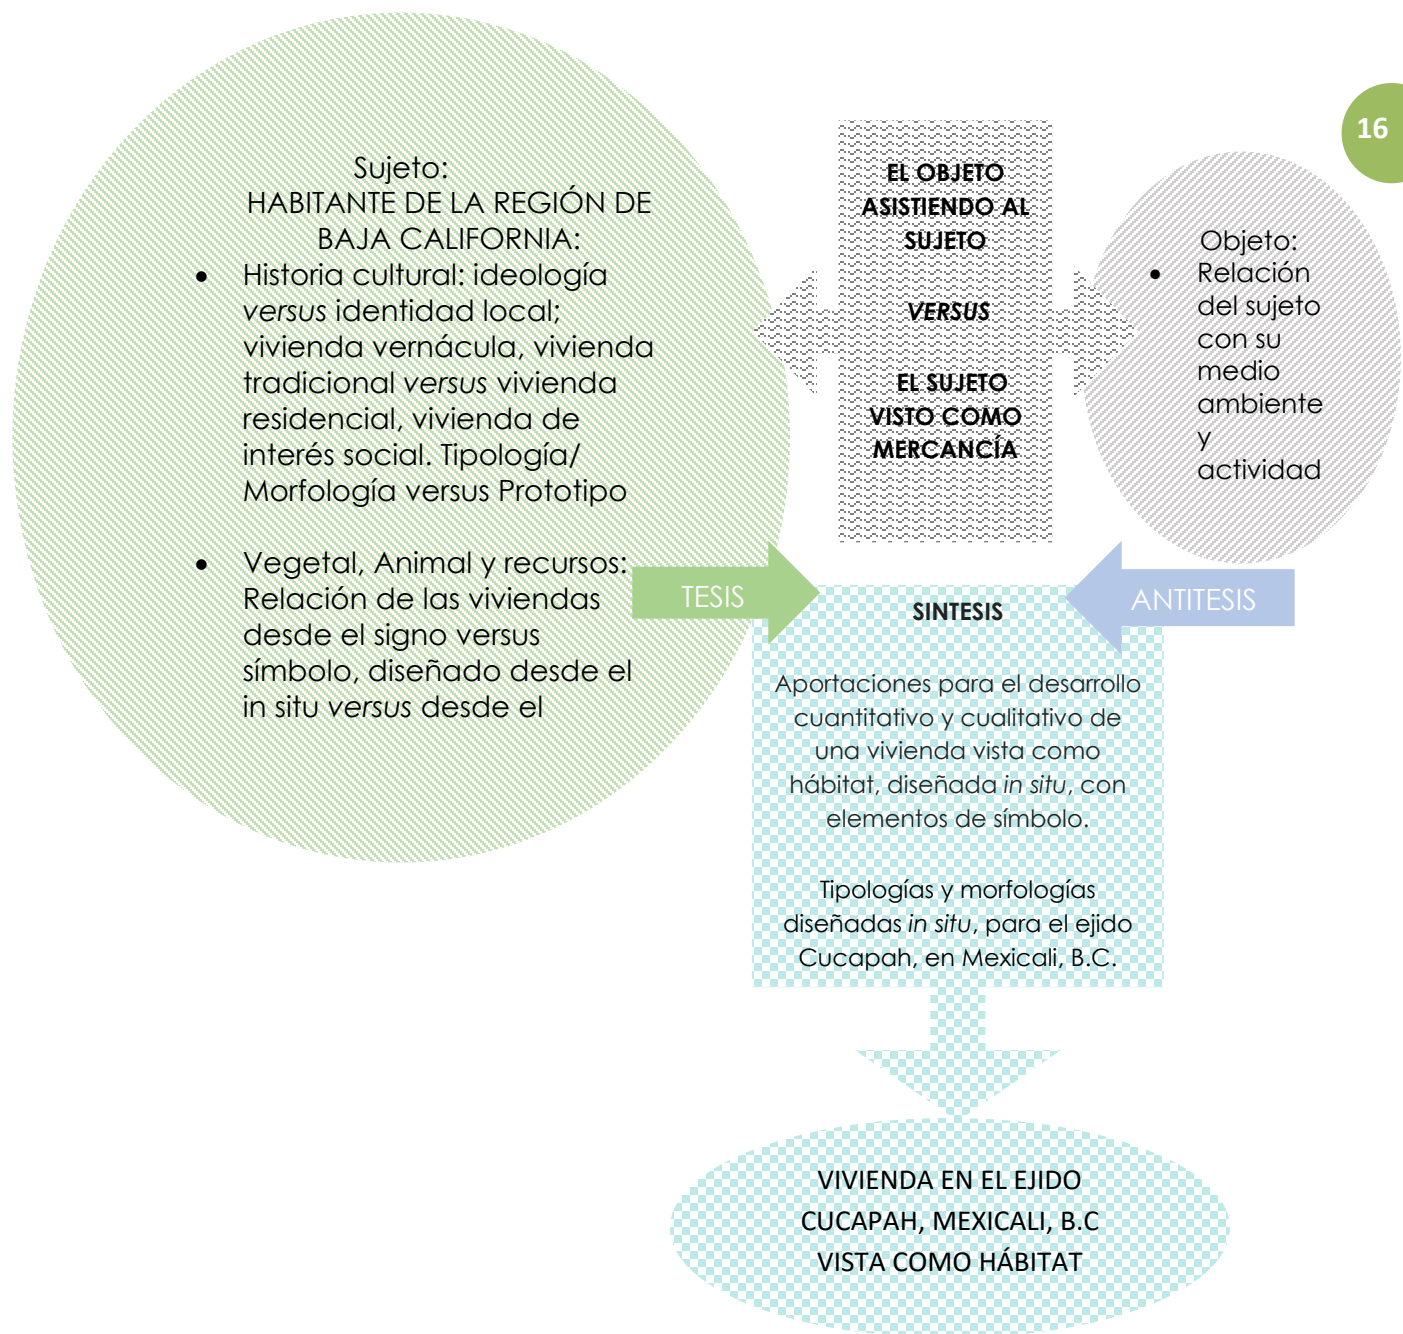 16
Sujeto:
HABITANTE DE LA REGIÓN DE
BAJA CALIFORNIA:
• Historia cultural: ideología
versus identidad local;
vivienda vernácula, vivienda
tradicional versus vivienda
residencial, vivienda de
interés social. Tipología/
Morfología versus Prototipo
• Vegetal, Animal y recursos:
Relación de las viviendas
desde el signo versus
símbolo, diseñado desde el
in situ versus desde el
EL OBJETO
ASISTIENDO AL
SUJETO
VERSUS
EL SUJETO
VISTO COMO
MERCANCÍA
Objeto:
• Relación
del sujeto
con su
medio
ambiente
y
actividad
TESIS
ANTITESIS
SINTESIS
Aportaciones para el desarrollo
cuantitativo y cualitativo de
una vivienda vista como
hábitat, diseñada in situ, con
elementos de símbolo.
Tipologías y morfologías
diseñadas in situ, para el ejido
Cucapah, en Mexicali, B.C.
VIVIENDA EN EL EJIDO
CUCAPAH, MEXICALI, B.C
VISTA COMO HÁBITAT